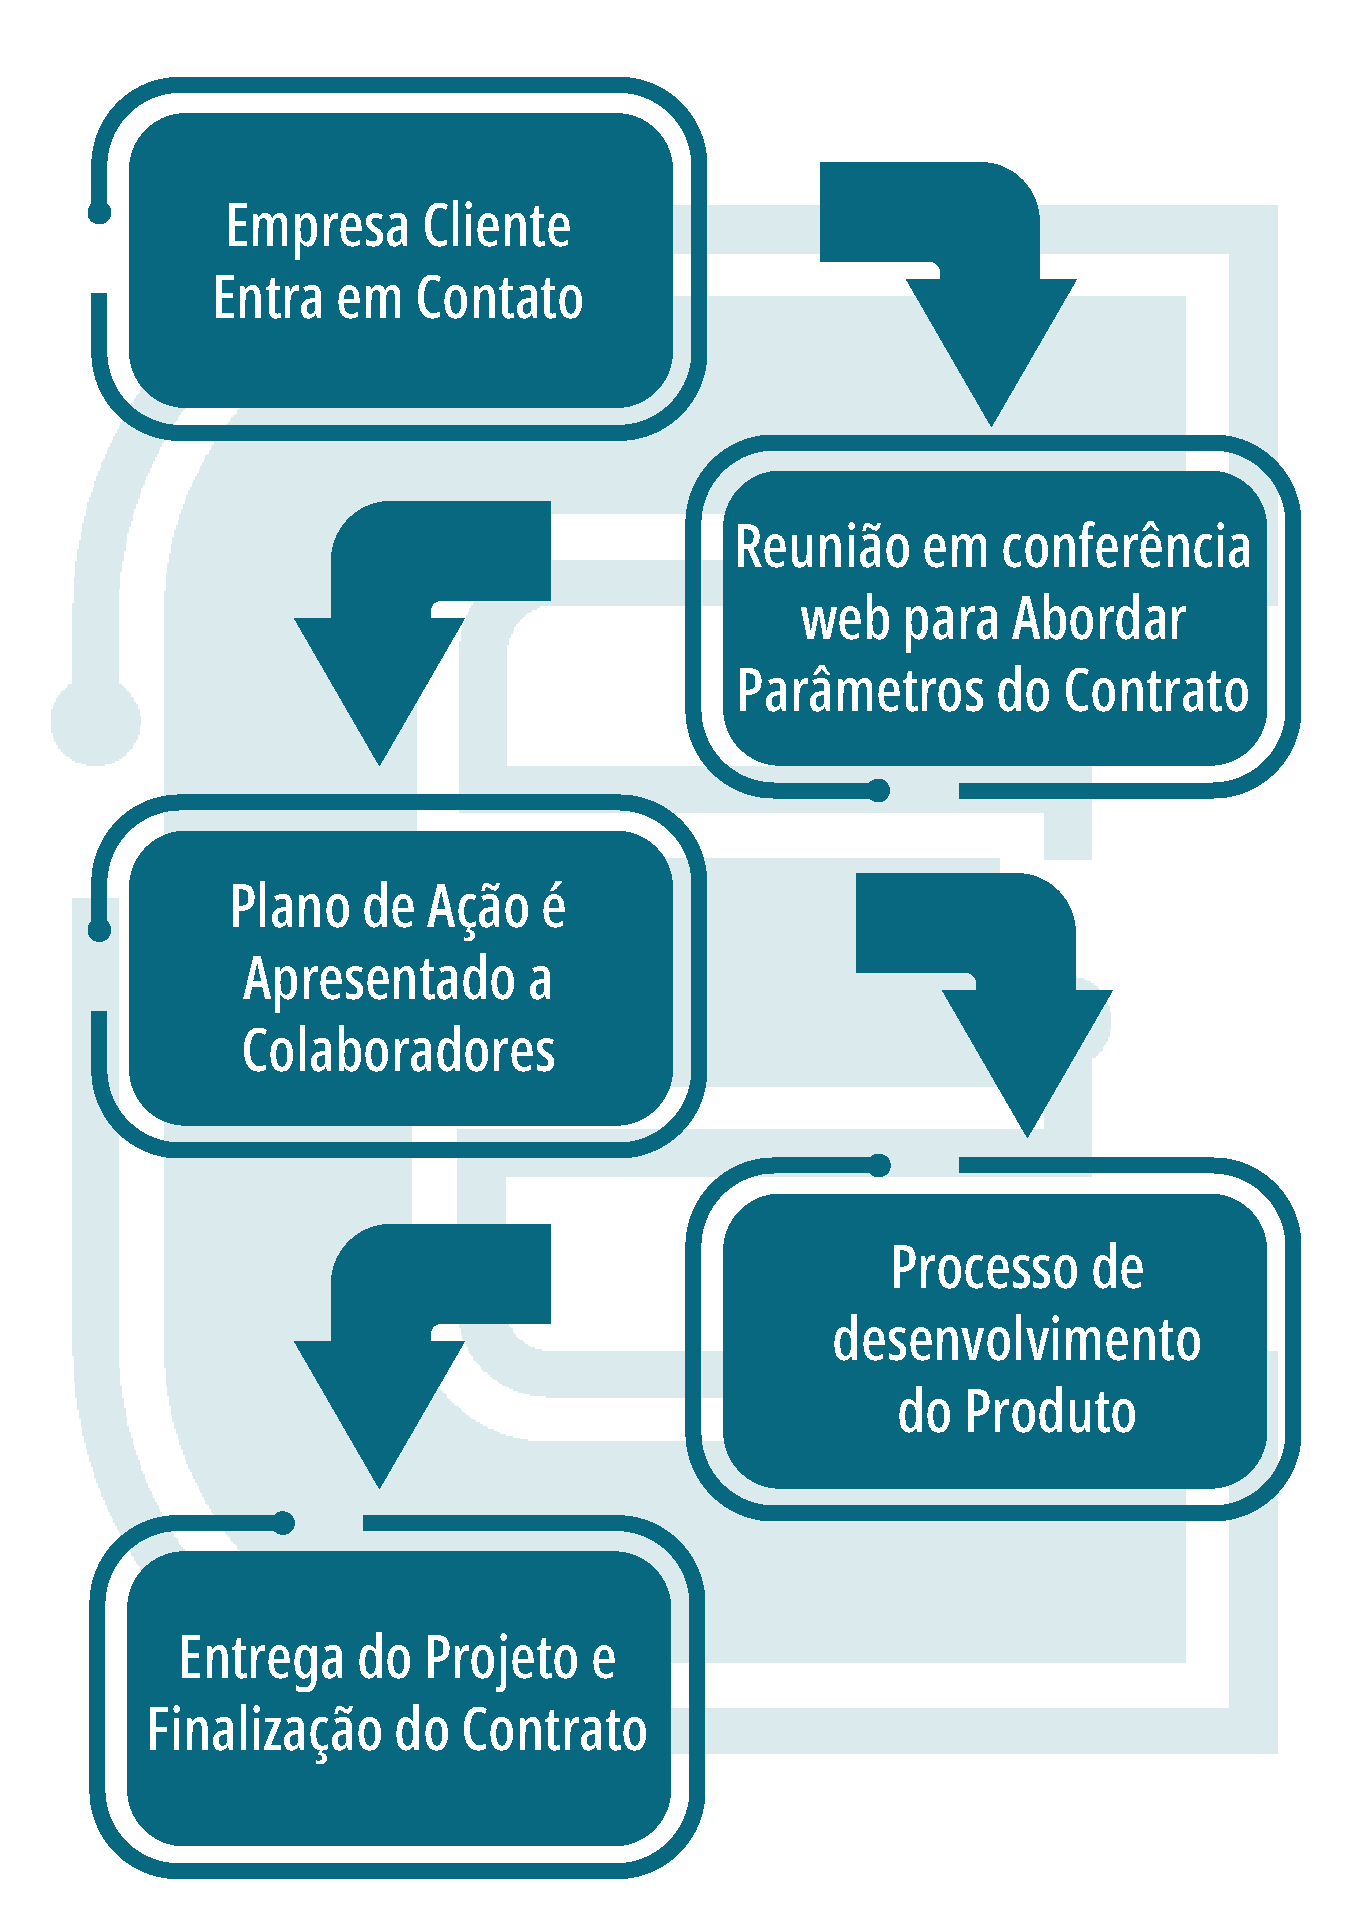 Empresa Cliente
Entra em Contato
Reunião em conferência
web para Abordar
Parâmetros do Contrato
Plano de Ação é
Apresentado a
Colaboradores
Processo de
desenvolvimento
do Produto
Entrega do Projeto e
Finalização do Contrato